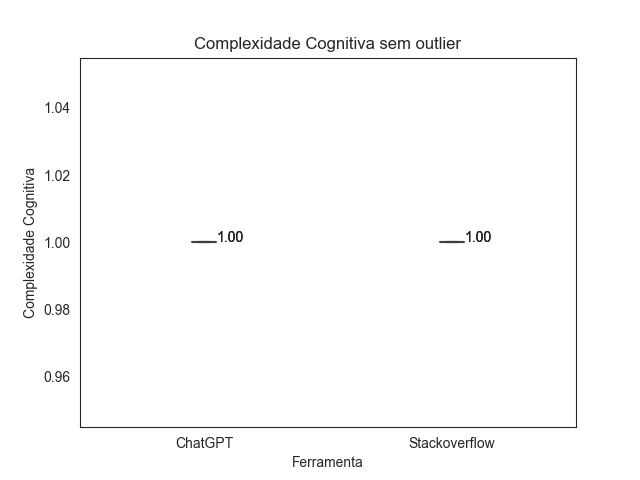 Complexidade Cognitiva sem outlier
1.04
1.02
1.00
0.98
0.96
Complexidade Cognitiva
1.00
1.00
ChatGPT
Stackoverflow
Ferramenta